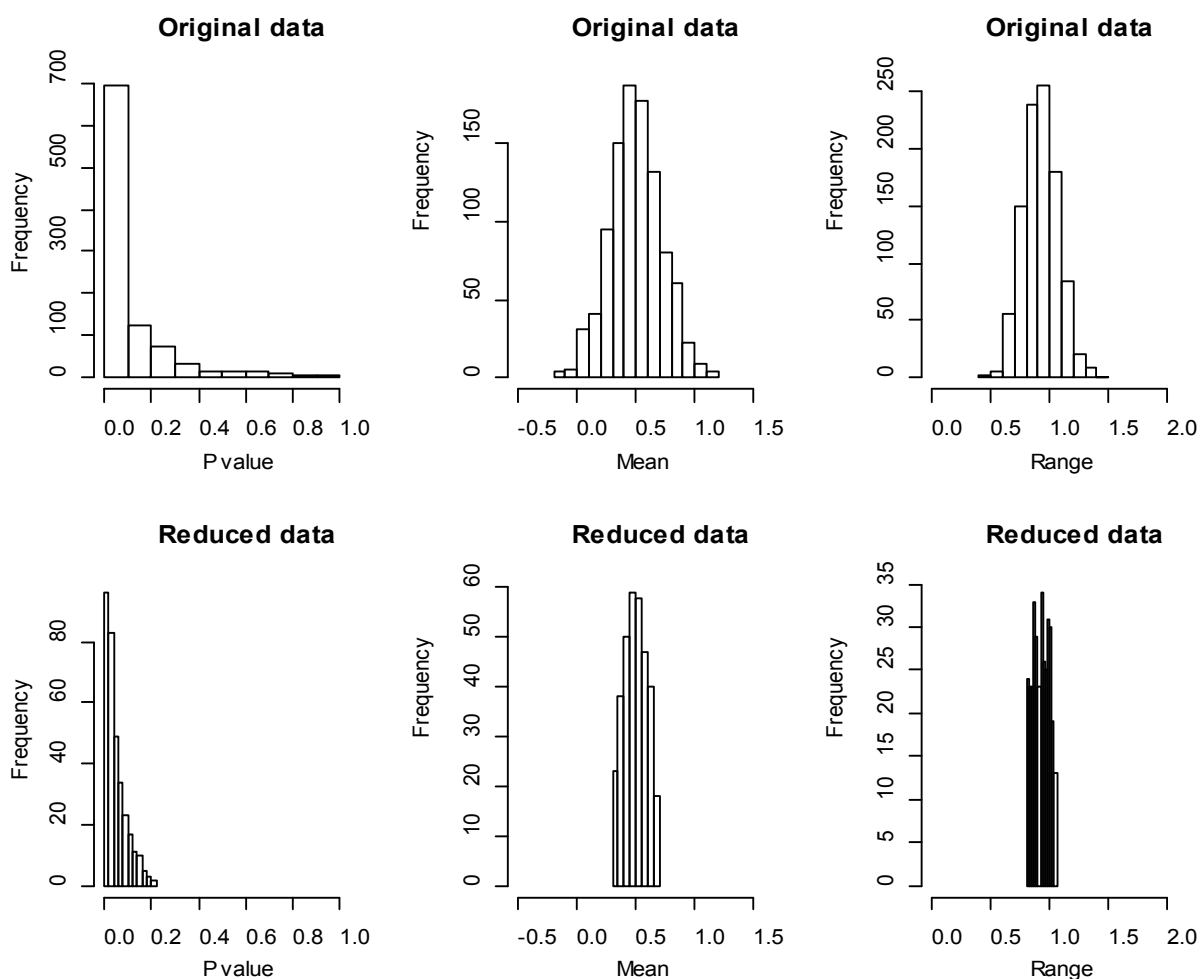 Original data
Frequency
0 100 300 500 700
0.0 0.2 0.4 0.6 0.8 1.0
P value
Original data
Frequency
0 50 100 150
-0.5 0.0 0.5 1.0 1.5
Mean
Original data
Frequency
0 50 100 150 200 250
0.0 0.5 1.0 1.5 2.0
Range
Reduced data
Frequency
0 20 40 60 80
0.0 0.2 0.4 0.6 0.8 1.0
P value
Reduced data
Frequency
0 10 20 30 40 50 60
-0.5 0.0 0.5 1.0 1.5
Mean
Reduced data
Frequency
0 5 10 15 20 25 30 35
0.0 0.5 1.0 1.5 2.0
Range